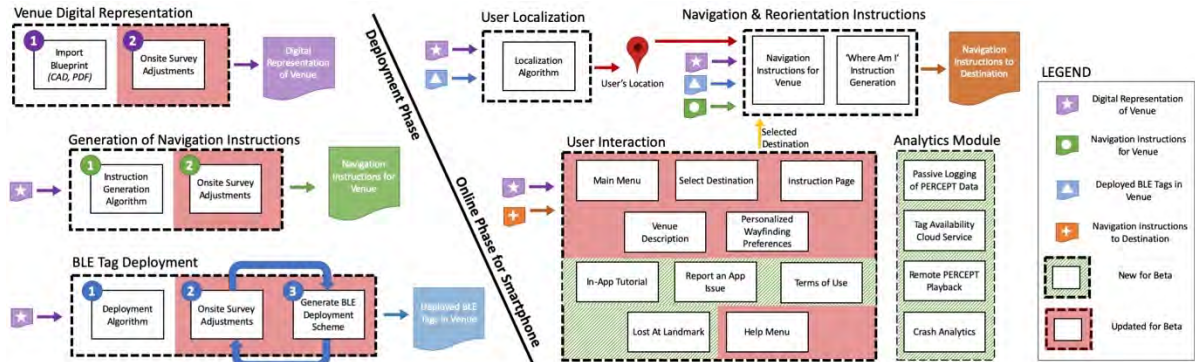 Venue Digital Representation
1
Import
Blueprint
(CAD, PDF)
2
Onsite Survey
Adjustments
Digital
Representation
of Venue
Generation of Navigation Instructions
1
Instruction
Generation
Algorithm
2
Onsite Survey
Adjustments
Navigation
Instructions for
Venue
BLE Tag Deployment
1
Deployment
Algorithm
2
Onsite Survey
Adjustments
3
Generate BLE
Deployment
Scheme
Deployed BLE
Tags in Venue
Deployment Phase
Online Phase for Smartphone
User Localization
Localization
Algorithm
User's Location
Navigation & Reorientation Instructions
Navigation
Instructions for
Venue
'Where Am I'
Instruction
Generation
Navigation
Instructions to
Destination
Selected
Destination
User Interaction
Main Menu
Select Destination
Instruction Page
Venue
Description
Personalized
Wayfinding
Preferences
In-App Tutorial
Report an App
Issue
Terms of Use
Lost At Landmark
Help Menu
Analytics Module
Passive Logging
of PERCEPT Data
Tag Availability
Cloud Service
Remote PERCEPT
Playback
Crash Analytics
LEGEND
Digital Representation
of Venue
Navigation Instructions
for Venue
Deployed BLE Tags in
Venue
Navigation Instructions
to Destination
New for Beta
Updated for Beta